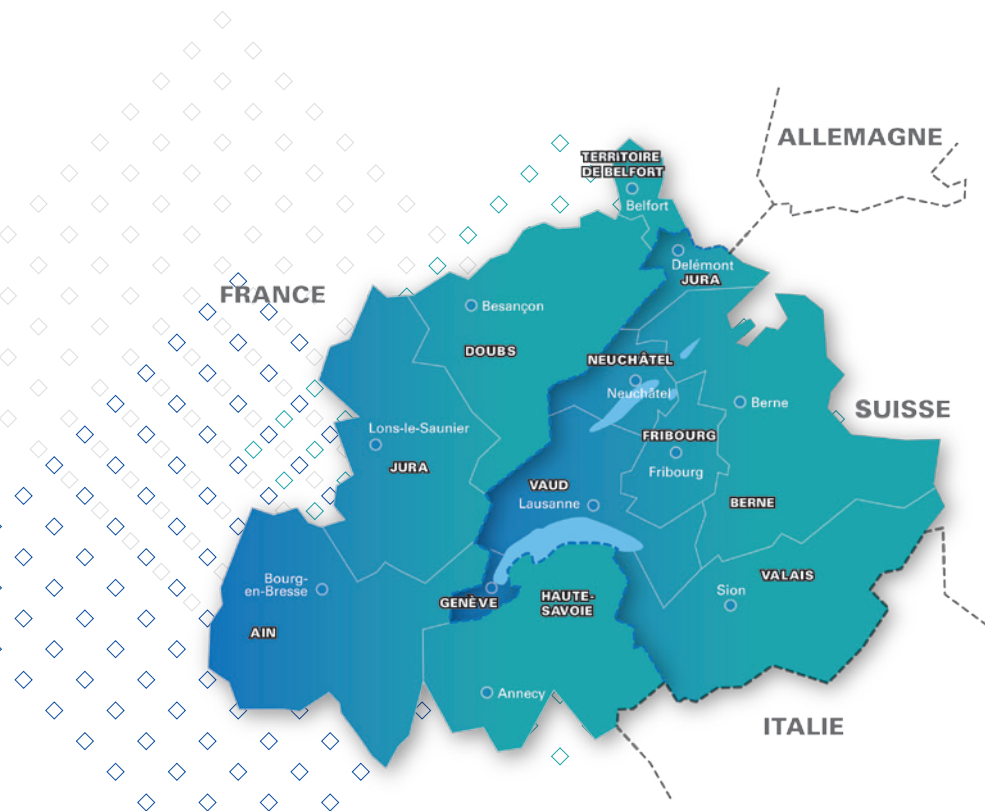 ALLEMAGNE
TERRITOIRE
DE BELFORT
Belfort
Delémont
JURA
FRANCE
Besançon
DOUBS
NEUCHÂTEL
Neuchâtel
Berne
SUISSE
Lons-le-Saunier
JURA
FRIBOURG
Fribourg
VAUD
Lausanne
BERNE
VALAIS
Sion
Bourg-
en-Bresse
GENÈVE
HAUTE-
SAVOIE
AIN
Annecy
ITALIE